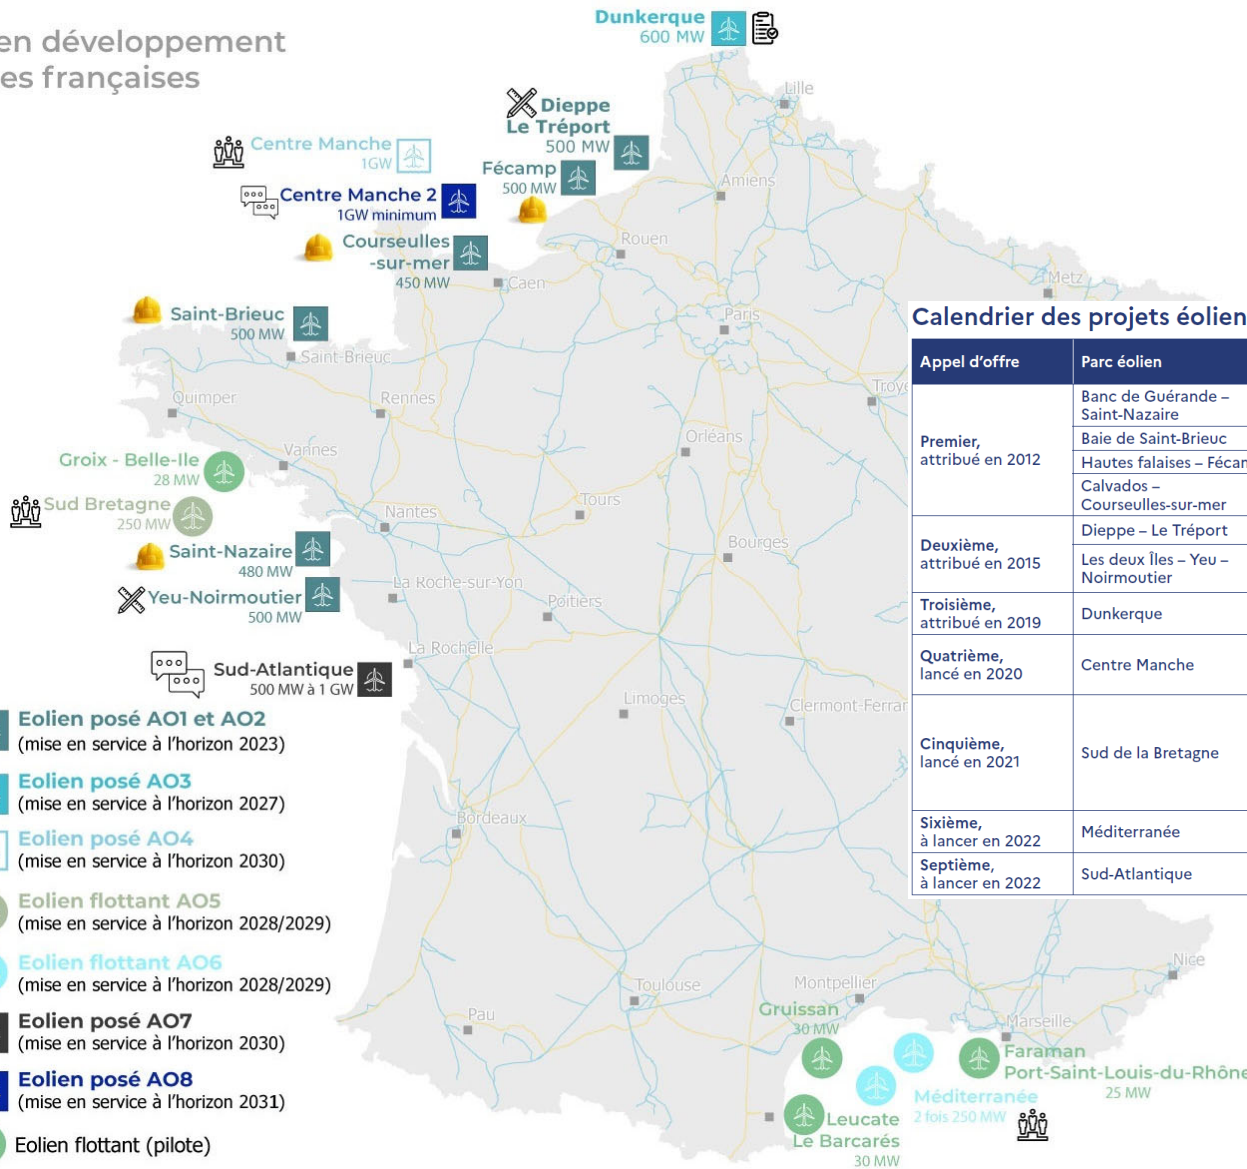 en développement
es françaises
Dunkerque
600 MW
Lille
Dieppe
Le Tréport
500 MW
Centre Manche
1GW
Fécamp
500 MW
Amiens
Centre Manche 2
1GW minimum
Courseulles
-sur-mer
450 MW
Rouen
Caen
Metz
Saint-Brieuc
500 MW
Paris
Saint-Brieuc
Quimper
Rennes
Troye
Orléans
Vannes
Groix - Belle-Ile
28 MW
Sud Bretagne
250 MW
Nantes
Tours
Saint-Nazaire
480 MW
Bourges
Yeu-Noirmoutier
500 MW
La Roche-sur-Yon
Poitiers
La Rochelle
Sud-Atlantique
500 MW à 1 GW
Limoges
Clermont-Ferrar
Bordeaux
Toulouse
Pau
Montpellier
Nice
Marseille
Gruissan
30 MW
Faraman
Port-Saint-Louis-du-Rhône
25 MW
Méditerranée
2 fois 250 MW
Leucate
Le Barcarés
30 MW
Eolien posé AO1 et AO2
(mise en service à l'horizon 2023)
Eolien posé AO3
(mise en service à l'horizon 2027)
Eolien posé AO4
(mise en service à l'horizon 2030)
Eolien flottant AO5
(mise en service à l'horizon 2028/2029)
Eolien flottant AO6
(mise en service à l'horizon 2028/2029)
Eolien posé AO7
(mise en service à l'horizon 2030)
Eolien posé AO8
(mise en service à l'horizon 2031)
Eolien flottant (pilote)
Calendrier des projets éolien
Appel d'offre
Parc éolien
Premier,
attribué en 2012
Banc de Guérande –
Saint-Nazaire
Baie de Saint-Brieuc
Hautes falaises – Fécam
Calvados –
Courseulles-sur-mer
Deuxième,
attribué en 2015
Dieppe – Le Tréport
Les deux Îles – Yeu –
Noirmoutier
Troisième,
attribué en 2019
Dunkerque
Quatrième,
lancé en 2020
Centre Manche
Cinquième,
lancé en 2021
Sud de la Bretagne
Sixième,
à lancer en 2022
Méditerranée
Septième,
à lancer en 2022
Sud-Atlantique